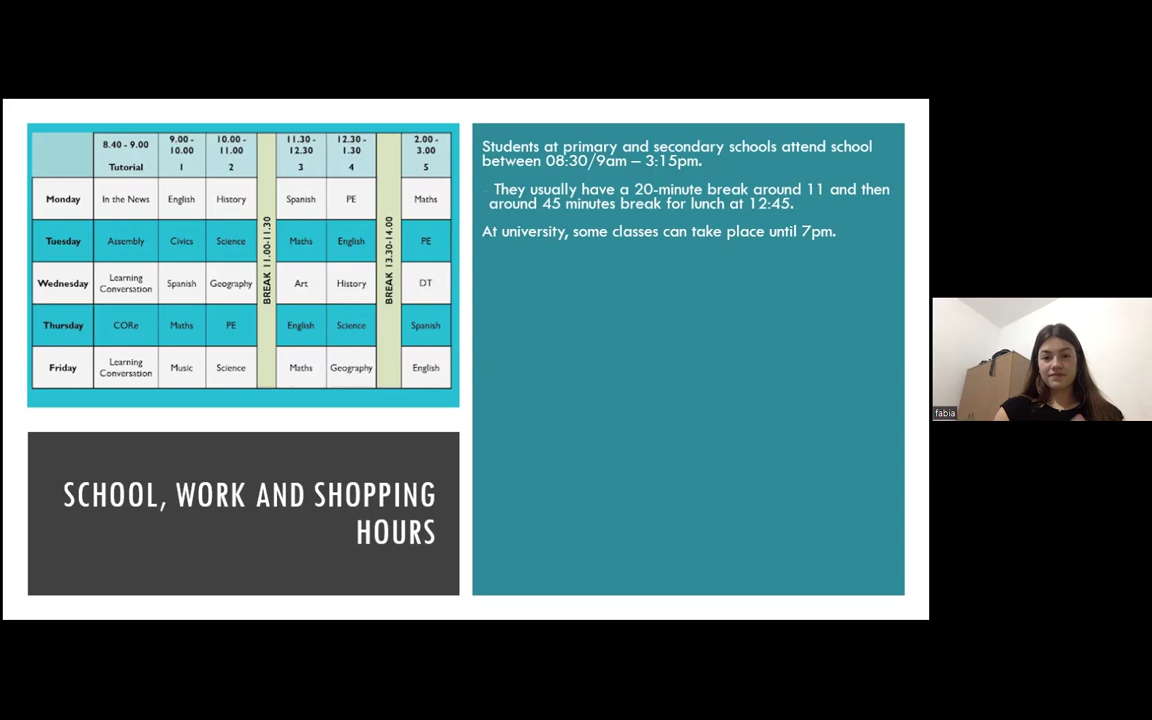 8.40 - 9.00
9.00 -
10.00
10.00 -
11.00
11.30 -
12.30
12.30 -
1.30
2.00 -
3.00
Tutorial 1 2 3 4 5
BREAK 11.00-11.30
BREAK 13.30-14.00
Monday In the News English History Spanish PE Maths
Tuesday Assembly Civics Science Maths English PE
Wednesday Learning
Conversation Spanish Geography Art History DT
Thursday CORe Maths PE English Science Spanish
Friday Learning
Conversation Music Science Maths Geography English
SCHOOL, WORK AND SHOPPING
HOURS
Students at primary and secondary schools attend school
between 08:30/9am – 3:15pm.
- They usually have a 20-minute break around 11 and then
around 45 minutes break for lunch at 12:45.
At university, some classes can take place until 7pm.
fabia